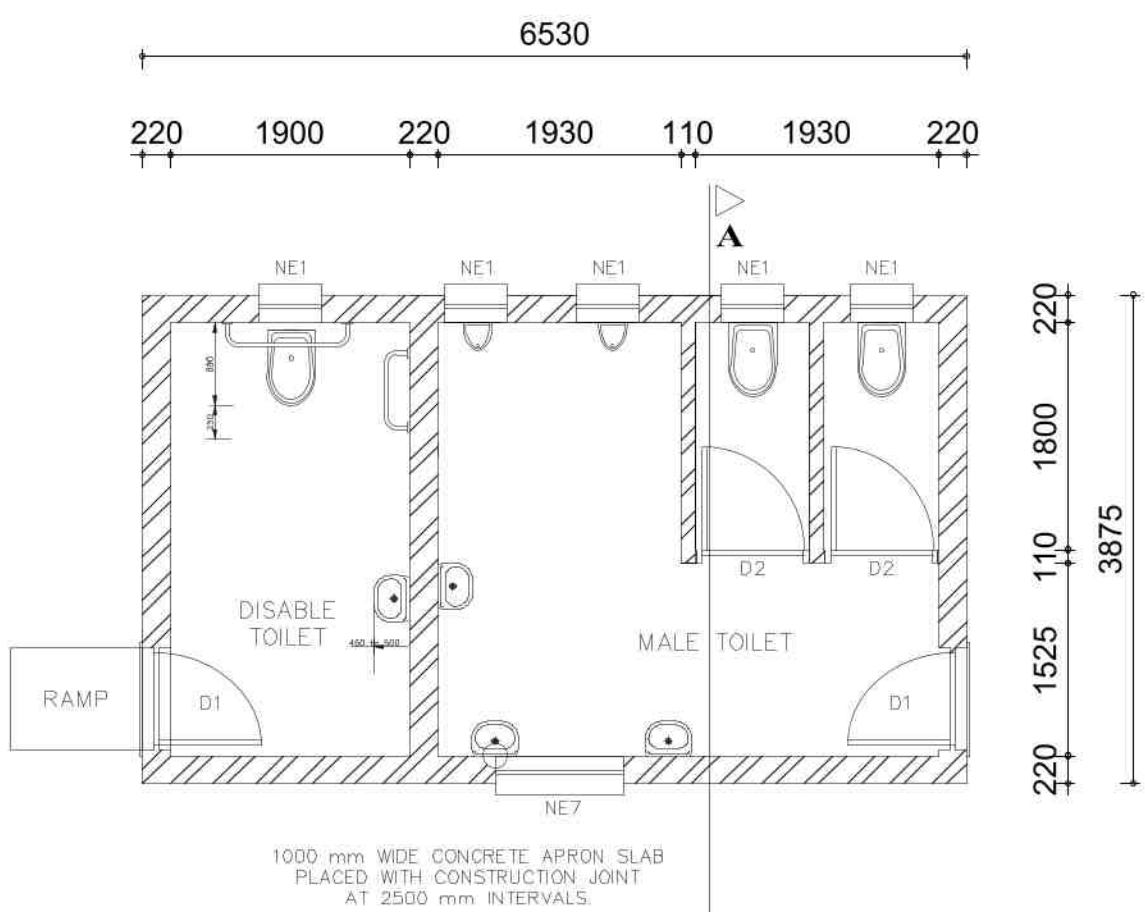 6530
220 1900 220 1930 110 1930 220
A
NE1 NE1 NE1 NE1 NE1
220
1800
110
1525
220
3875
D2 D2
DISABLE
TOILET
MALE TOILET
RAMP
D1
D1
NE7
1000 mm WIDE CONCRETE APRON SLAB
PLACED WITH CONSTRUCTION JOINT
AT 2500 mm INTERVALS.